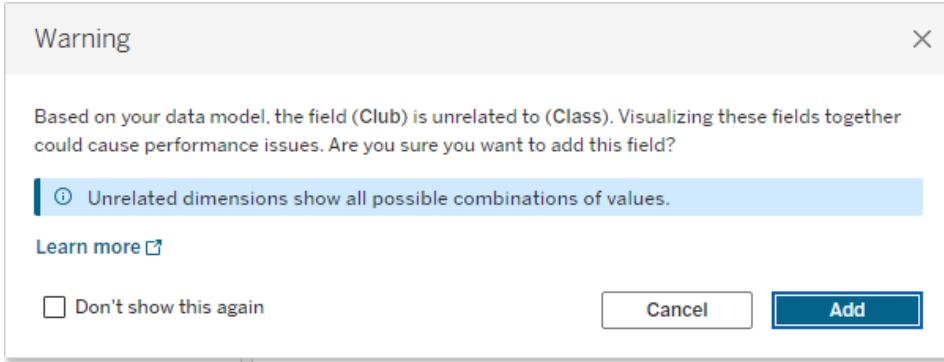 Warning
Based on your data model, the field (Club) is unrelated to (Class). Visualizing these fields together
could cause performance issues. Are you sure you want to add this field?
Unrelated dimensions show all possible combinations of values.
Learn more
Don't show this again
Cancel
Add